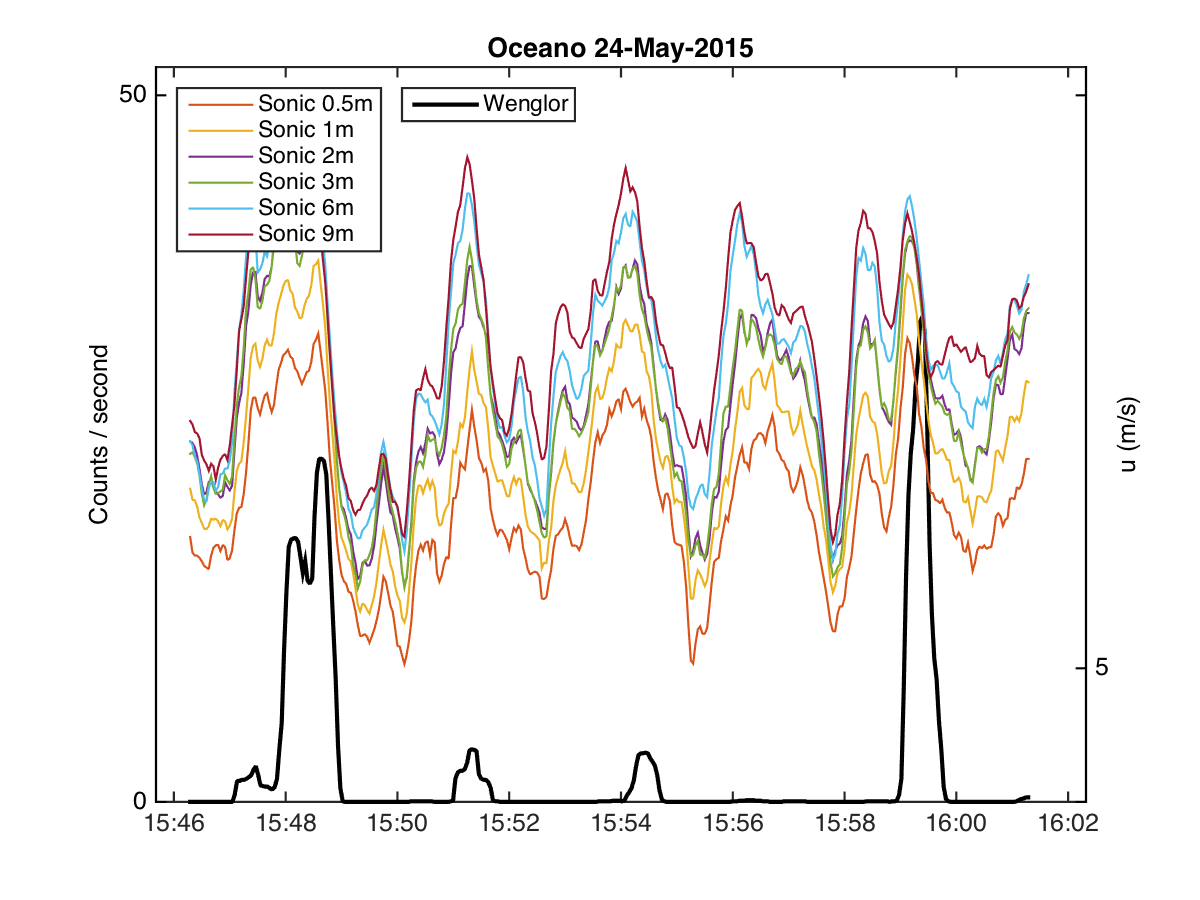 Oceano 24-May-2015
50
Sonic 0.5m
Sonic 1m
Sonic 2m
Sonic 3m
Sonic 6m
Sonic 9m
Wenglor
Counts / second
u (m/s)
5
0
15:46 15:48 15:50 15:52 15:54 15:56 15:58 16:00 16:02